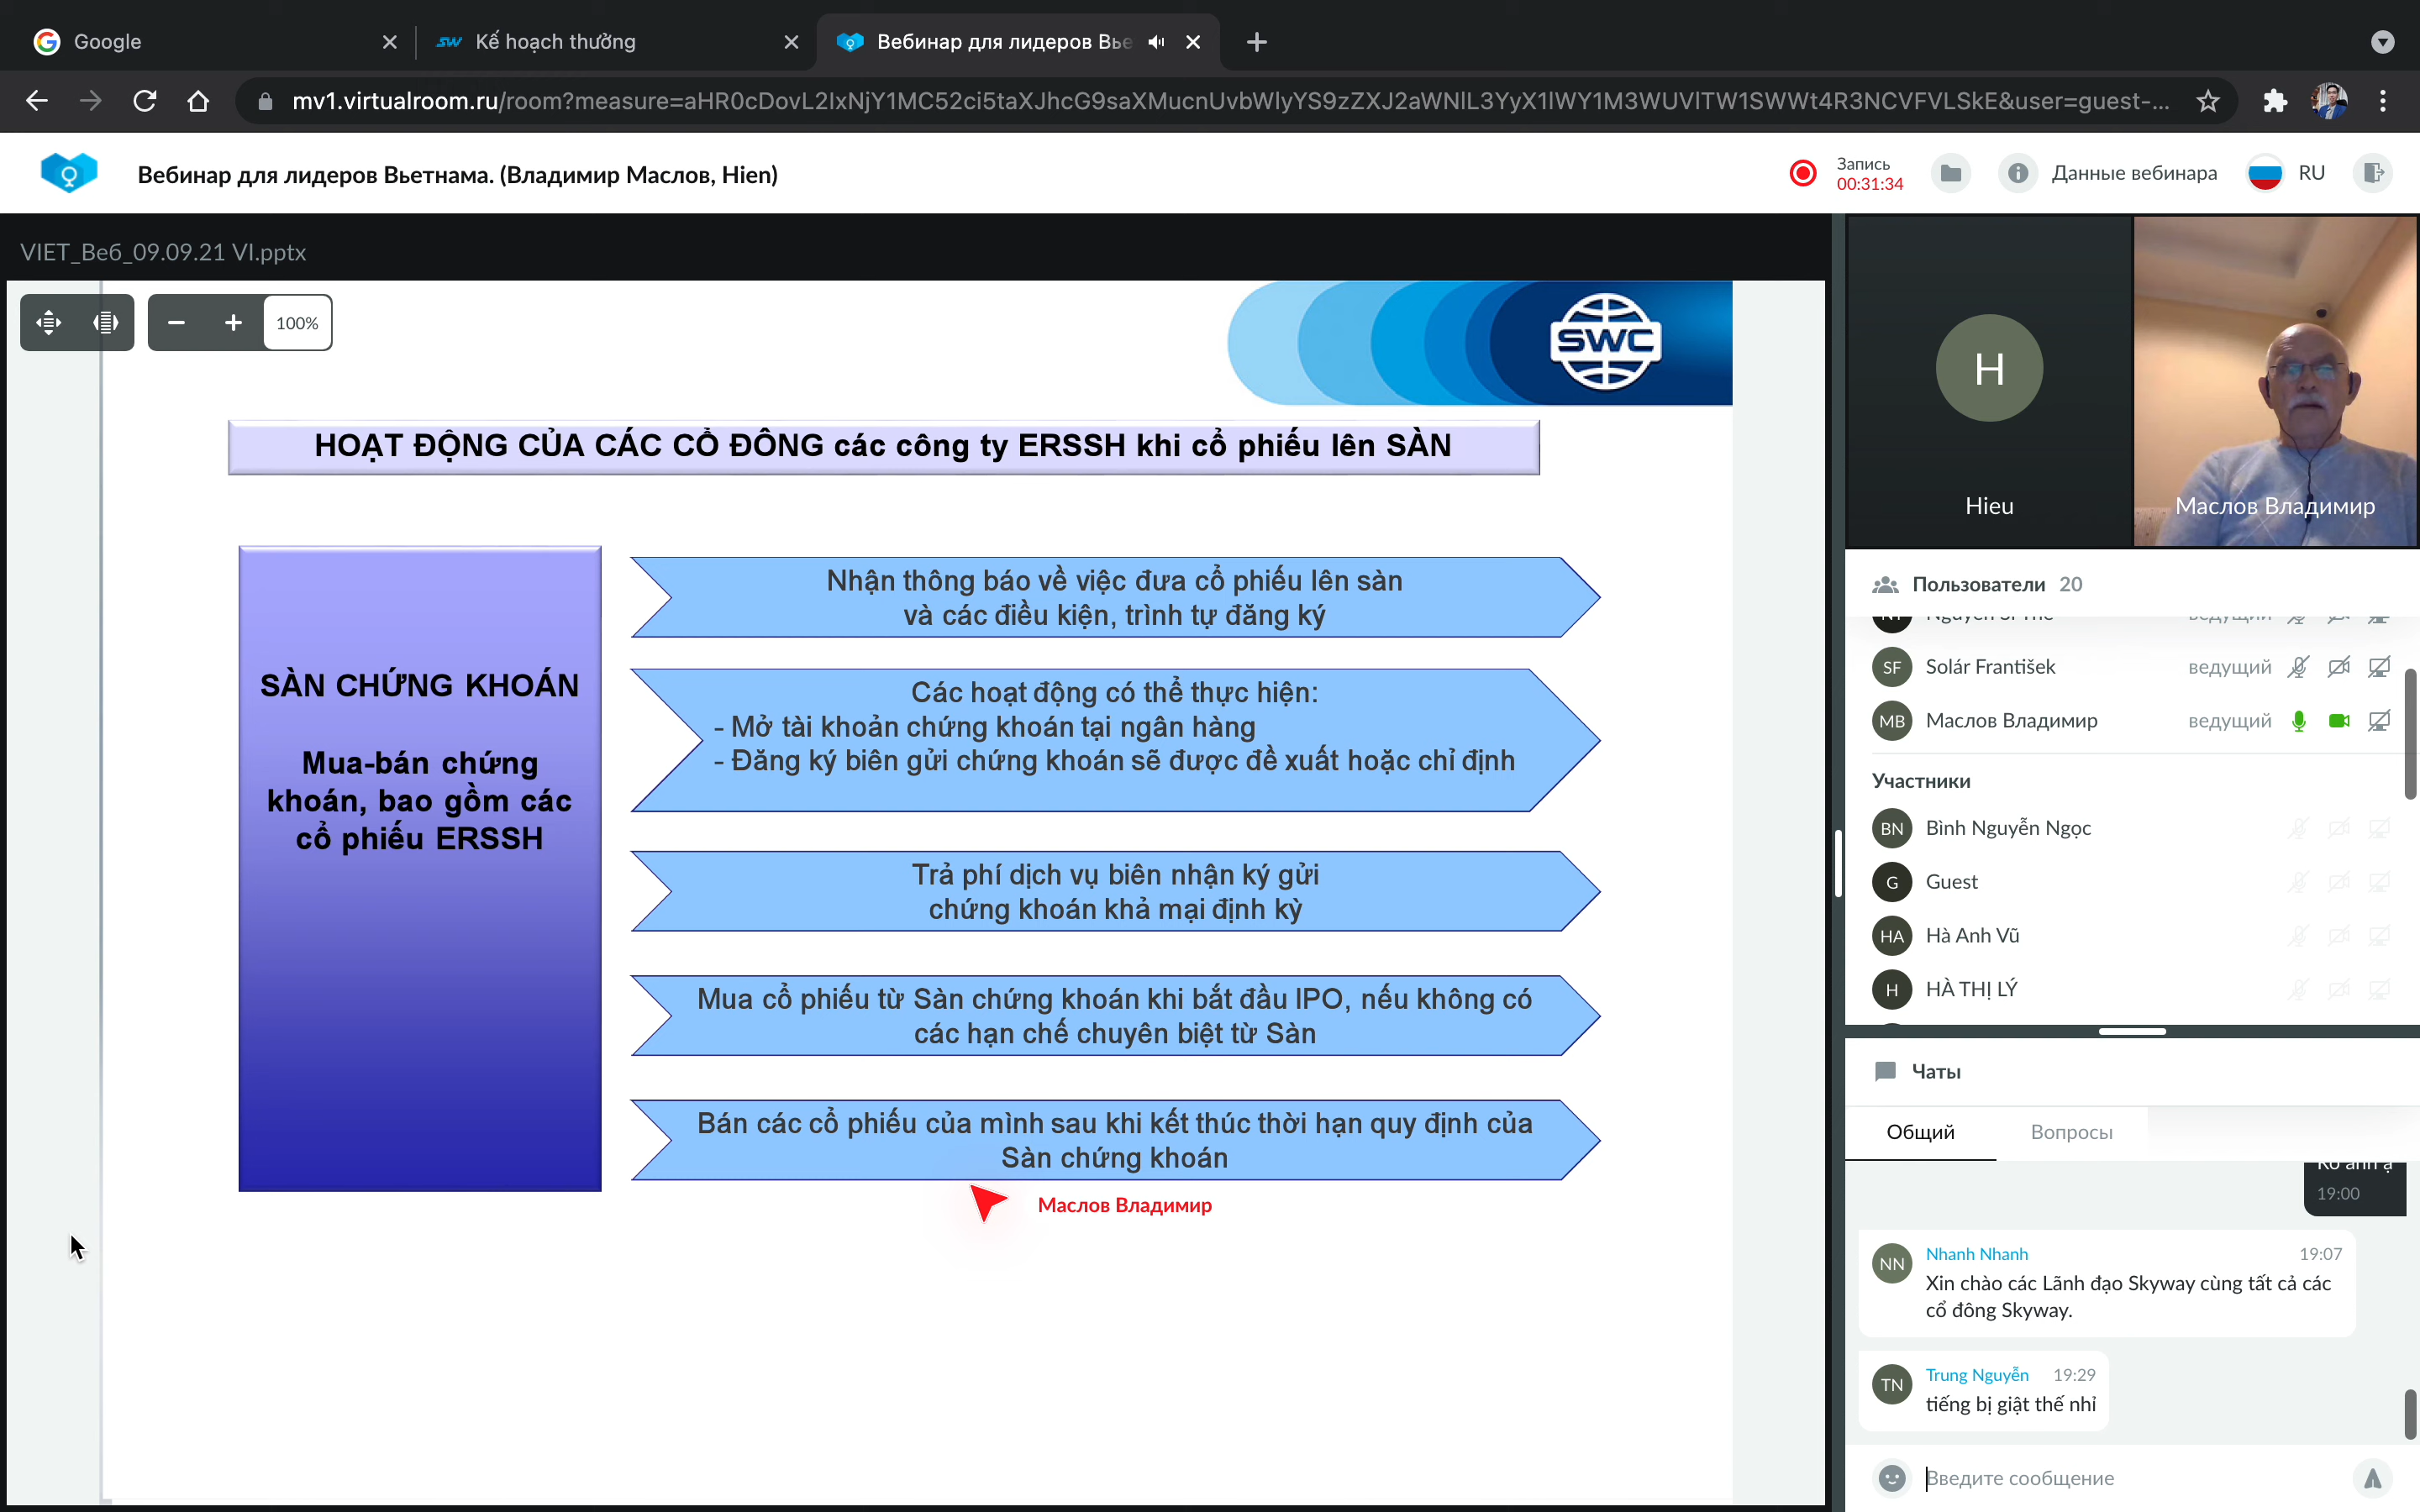 Google
SW Kế hoạch thưởng
Вебинар для лидеров Вье
mv1.virtualroom.ru/room?measure=aHR0cDovL2lxNjY1MC52ci5taXJhcG9saXMucnUvbWlyYS9zZXJ2aWNlL3YyX1lWY1M3WUVlTW1SWWt4R3NCVFVLSkE&user=guest-...
Вебинар для лидеров Вьетнама. (Владимир Маслов, Hien)
Запись
00:31:34
Данные вебинара
RU
VIET_Веб_09.09.21 VI.pptx
100%
SWC
HOẠT ĐỘNG CỦA CÁC CỔ ĐÔNG các công ty ERSSH khi cổ phiếu lên SÀN
SÀN CHỨNG KHOÁN
Mua-bán chứng
khoán, bao gồm các
cổ phiếu ERSSH
Nhận thông báo về việc đưa cổ phiếu lên sàn
và các điều kiện, trình tự đăng ký
Các hoạt động có thể thực hiện:
- Mở tài khoản chứng khoán tại ngân hàng
- Đăng ký biên gửi chứng khoán sẽ được đề xuất hoặc chỉ định
Trả phí dịch vụ biên nhận ký gửi
chứng khoán khả mại định kỳ
Mua cổ phiếu từ Sàn chứng khoán khi bắt đầu IPO, nếu không có
các hạn chế chuyên biệt từ Sàn
Bán các cổ phiếu của mình sau khi kết thúc thời hạn quy định của
Sàn chứng khoán
Маслов Владимир
H
Hieu
Маслов Владимир
Пользователи 20
SF Solár František ведущий
МВ Маслов Владимир ведущий
Участники
BN Bình Nguyễn Ngọc
G Guest
HA Hà Anh Vũ
H HÀ THỊ LÝ
Чаты
Общий Вопросы
19:00
NN Nhanh Nhanh 19:07
Xin chào các Lãnh đạo Skyway cùng tất cả các
cổ đông Skyway.
TN Trung Nguyễn 19:29
tiếng bị giật thế nhỉ
Введите сообщение